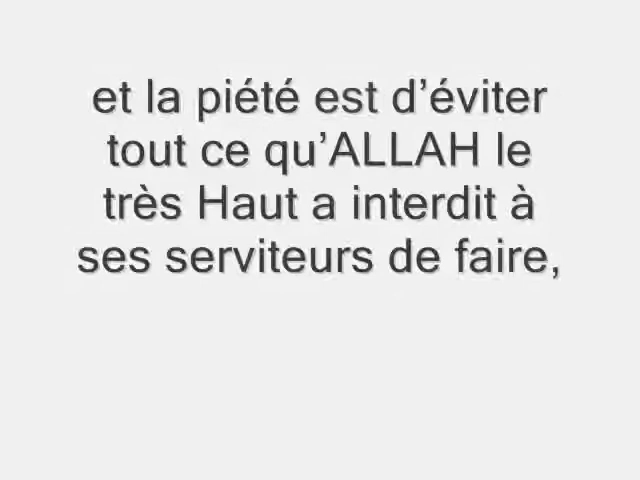 et la piété est d’éviter
tout ce qu’ALLAH le
très Haut a interdit à
ses serviteurs de faire,